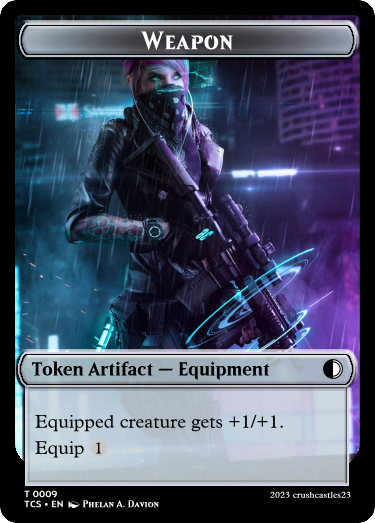 Weapon
Token Artifact — Equipment
Equipped creature gets +1/+1.
Equip 1
T 0009
TCS • EN Phelan A. Davion
2023 crushcastles23